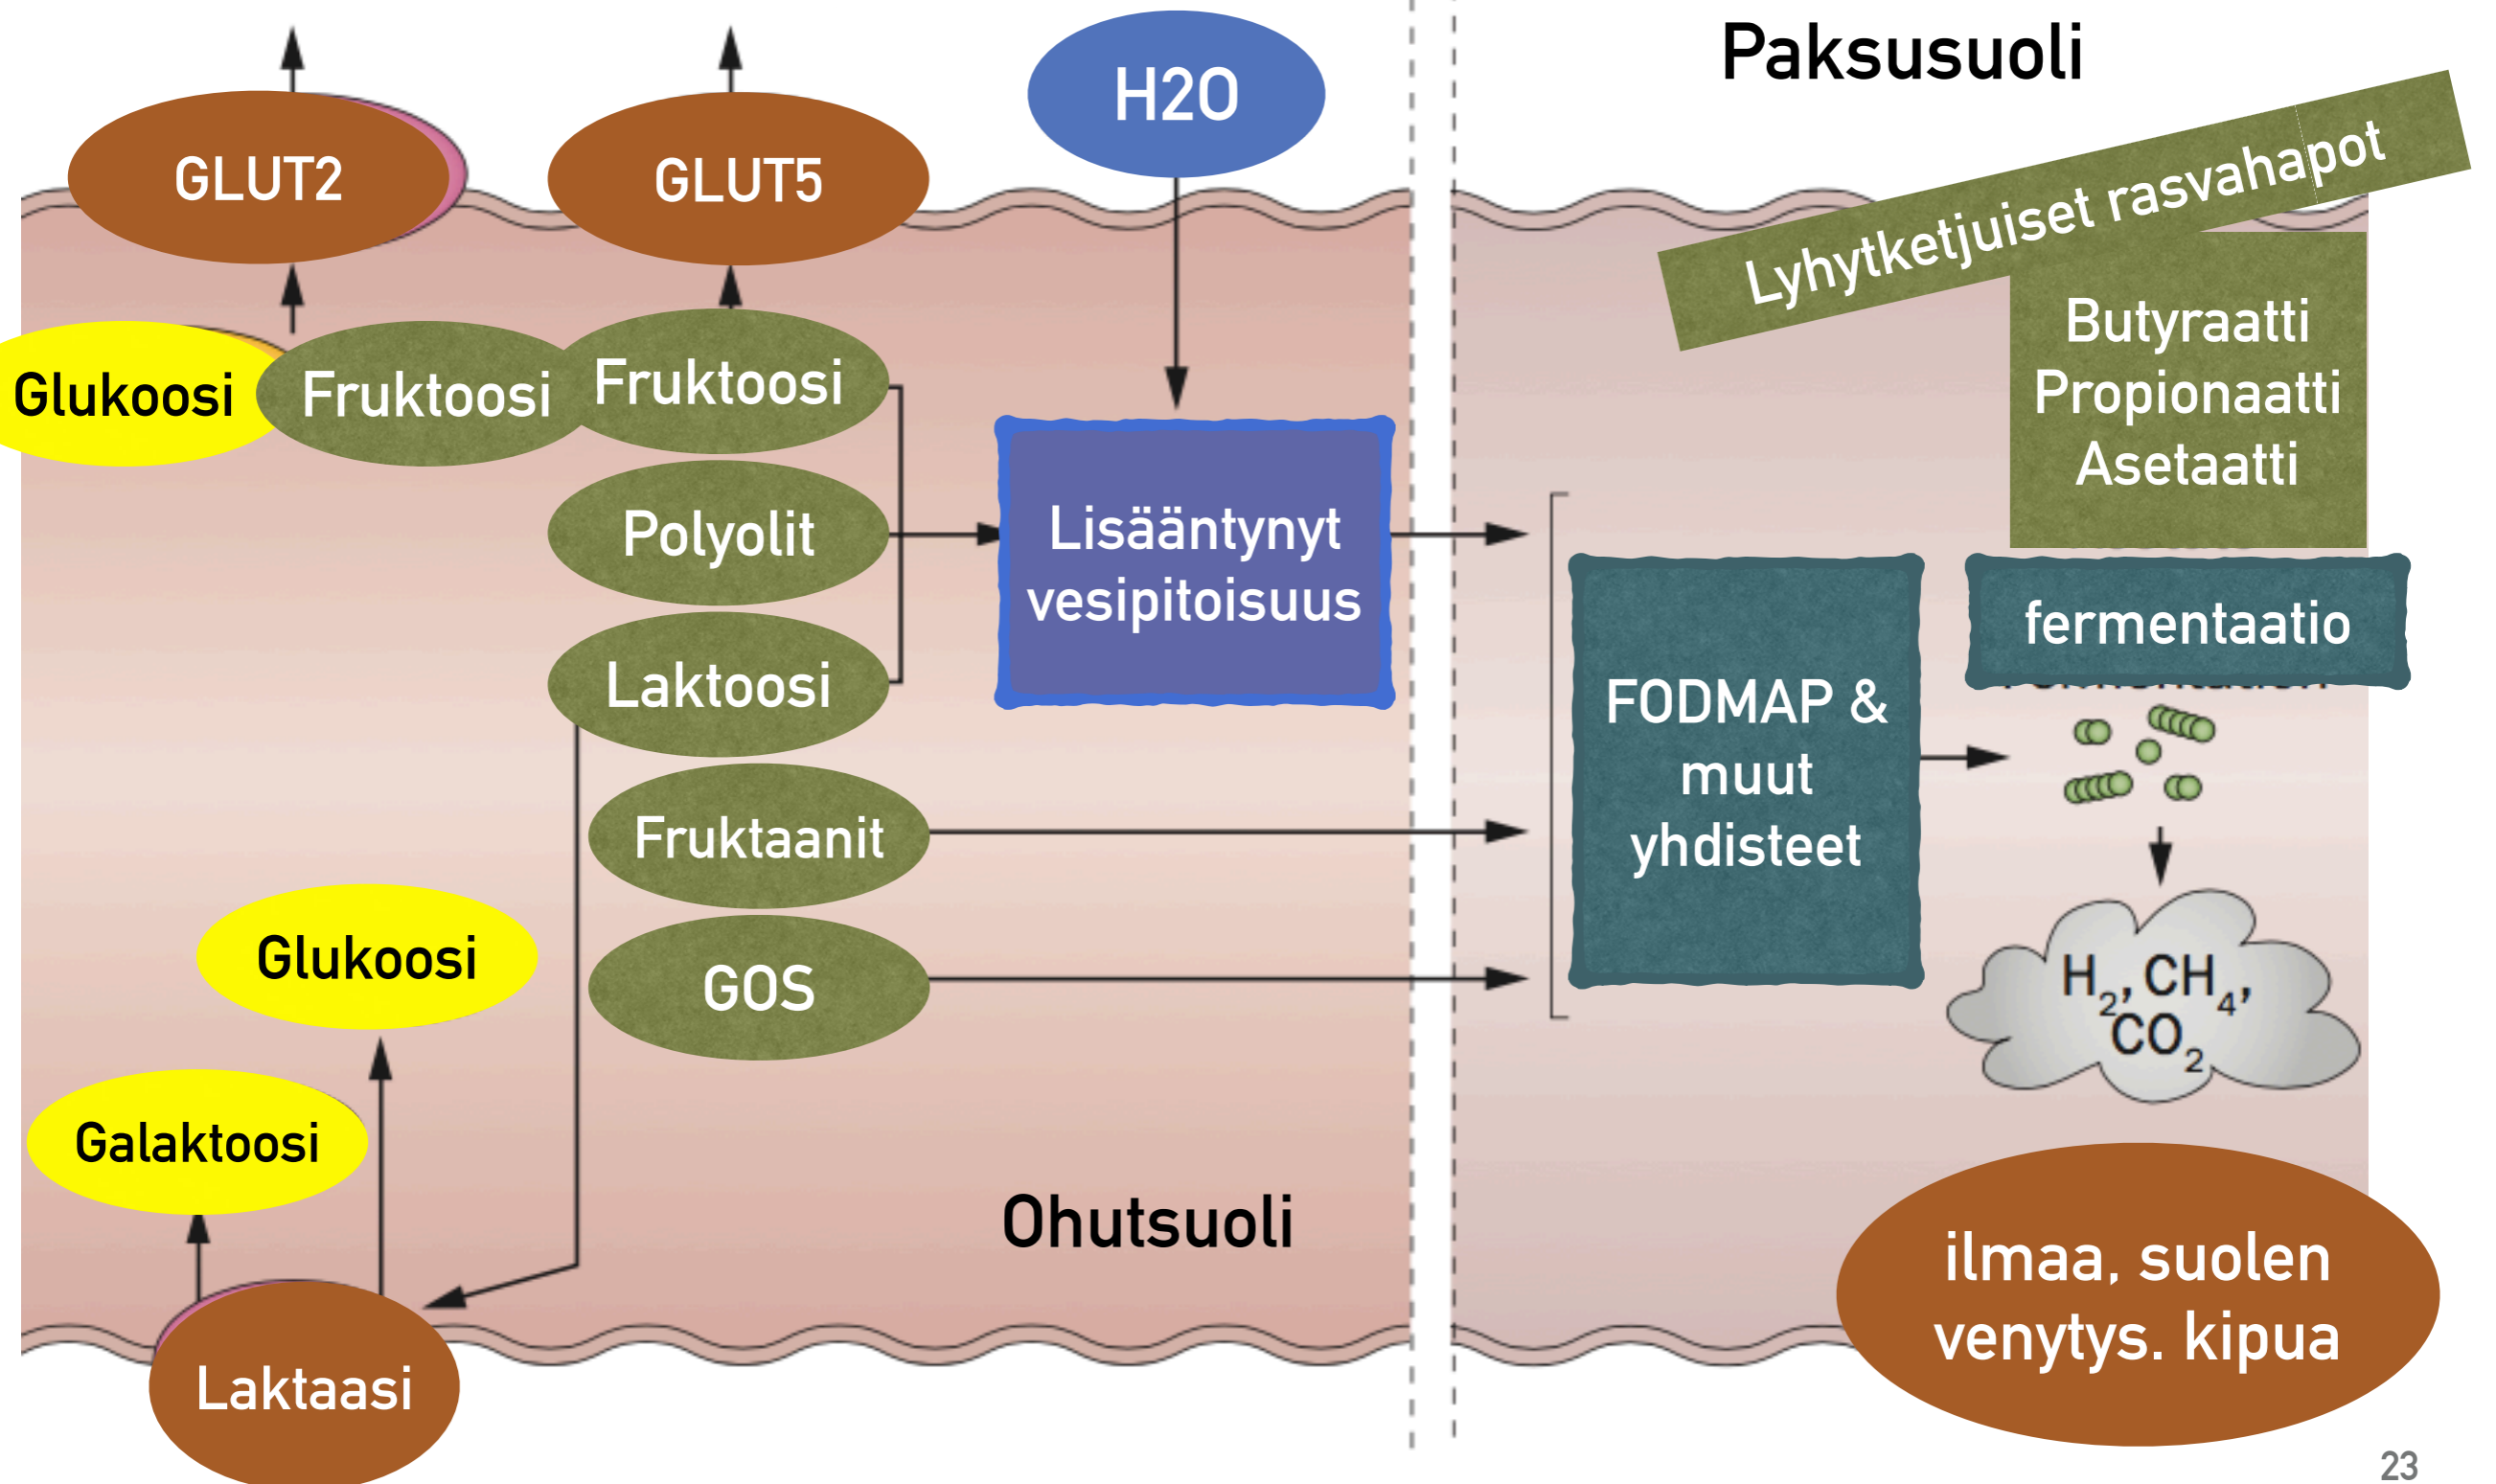 Paksusuoli
H2O
GLUT2
GLUT5
Lyhytketjuiset rasvahapot
Butyraatti
Propionaatti
Asetaatti
Glukoosi
Fruktoosi
Fruktoosi
Polyolit
Lisääntynyt
vesipitoisuus
Laktoosi
fermentaatio
FODMAP &
muut
yhdisteet
Fruktaanit
Glukoosi
GOS
H₂, CH₄,
CO₂
Galaktoosi
Ohutsuoli
ilmaa, suolen
venytys. kipua
Laktaasi
23